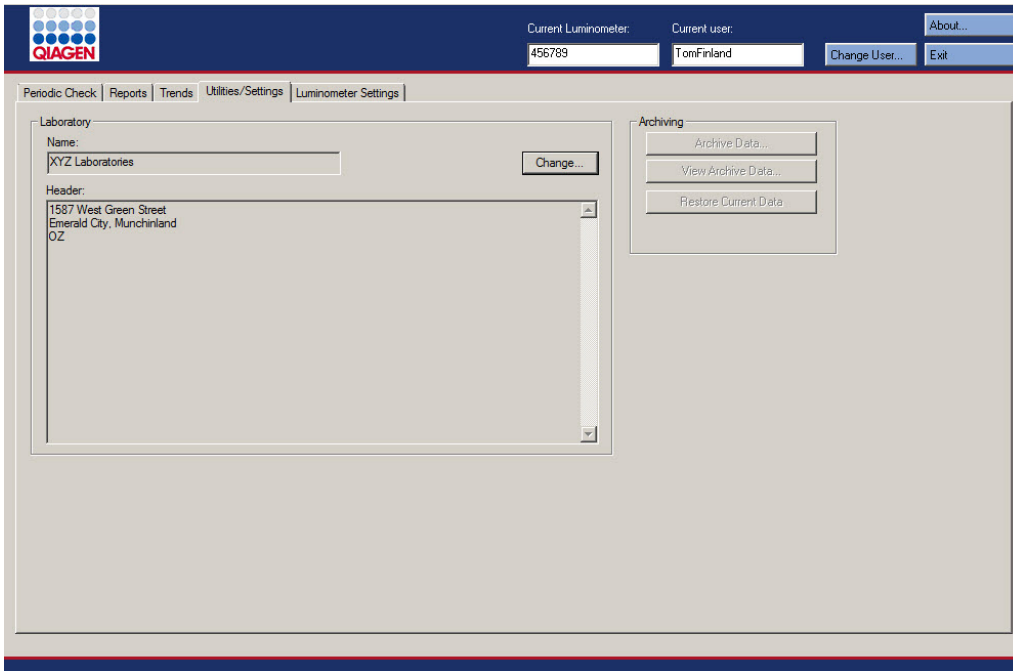 QIAGEN
Current Luminometer:
Current user:
About...
456789
TomFinland
Change User...
Exit
Periodic Check
Reports
Trends
Utilities/Settings
Luminometer Settings
Laboratory
Name:
XYZ Laboratories
Change...
Header:
1587 West Green Street
Emerald City, Munchinland
OZ
Archiving
Archive Data...
View Archive Data...
Restore Current Data